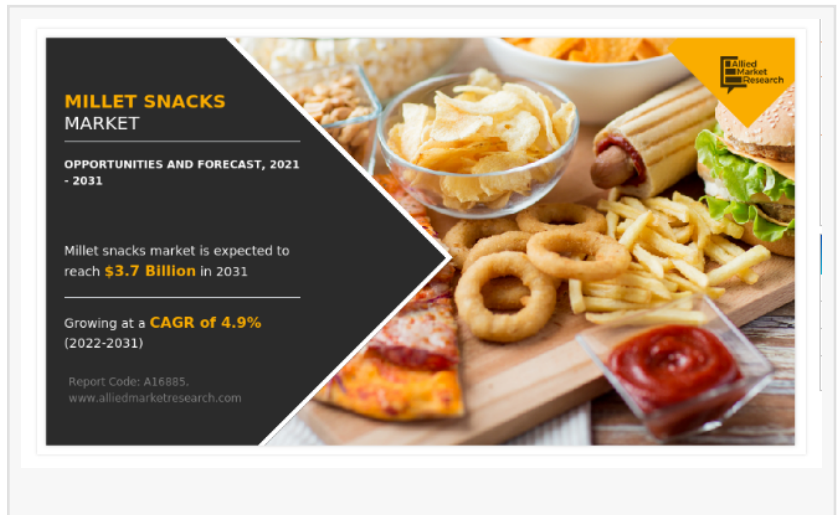 MILLET SNACKS
MARKET
OPPORTUNITIES AND FORECAST, 2021
- 2031
Millet snacks market is expected to
reach $3.7 Billion in 2031
Growing at a CAGR of 4.9%
(2022-2031)
Report Code: A16885.
www.alliedmarketresearch.com
Allied
Market
Research